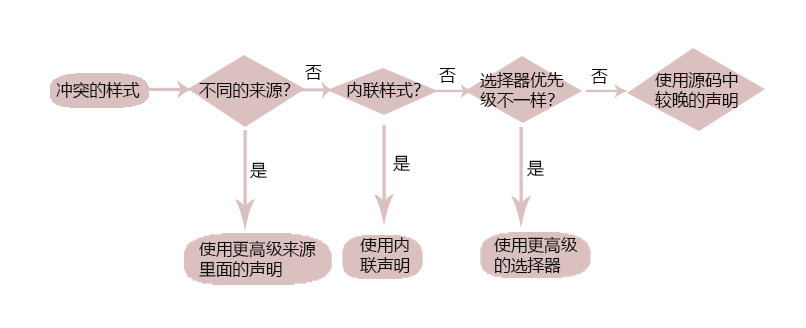 冲突的样式
不同的来源?
否
内联样式?
否
选择器优先
级不一样?
否
使用源码中
较晚的声明
是
是
是
使用更高级来源
里面的声明
使用内
联声明
使用更高级
的选择器